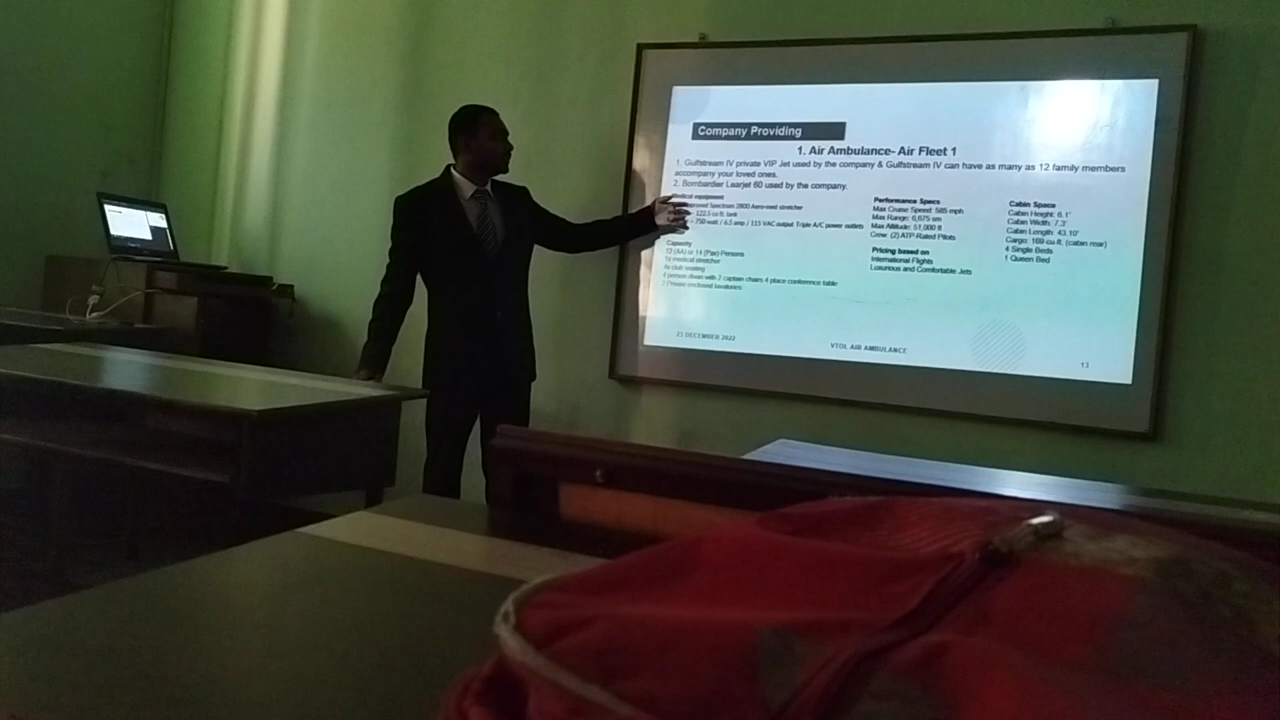 Company Providing
1. Air Ambulance- Air Fleet 1
1. Gulfstream IV private VIP Jet used by the company & Gulfstream IV can have as many as 12 family members
accompany your loved ones.
2. Bombardier Learjet 60 used by the company.
Medical equipment
Spectrum 2800 Aero-med stretcher
122.5 cu ft. tank
750 watt / 6.5 amp / 115 VAC output Triple A/C power outlets
Capacity
12 (AA) or 14 (Pax) Persons
1x medical stretcher
4x club seating
4 person divan with 2 captain chairs 4 place conference table
2 Private enclosed lavatories
Performance Specs
Max Cruise Speed: 585 mph
Max Range: 6,675 sm
Max Altitude: 51,000 ft
Crew: (2) ATP-Rated Pilots
Pricing based on
International Flights
Luxurious and Comfortable Jets
Cabin Space
Cabin Height: 6.1'
Cabin Width: 7.3'
Cabin Length: 43.10'
Cargo: 169 cu.ft. (cabin rear)
4 Single Beds
1 Queen Bed
23 DECEMBER 2022
VTOL AIR AMBULANCE
13